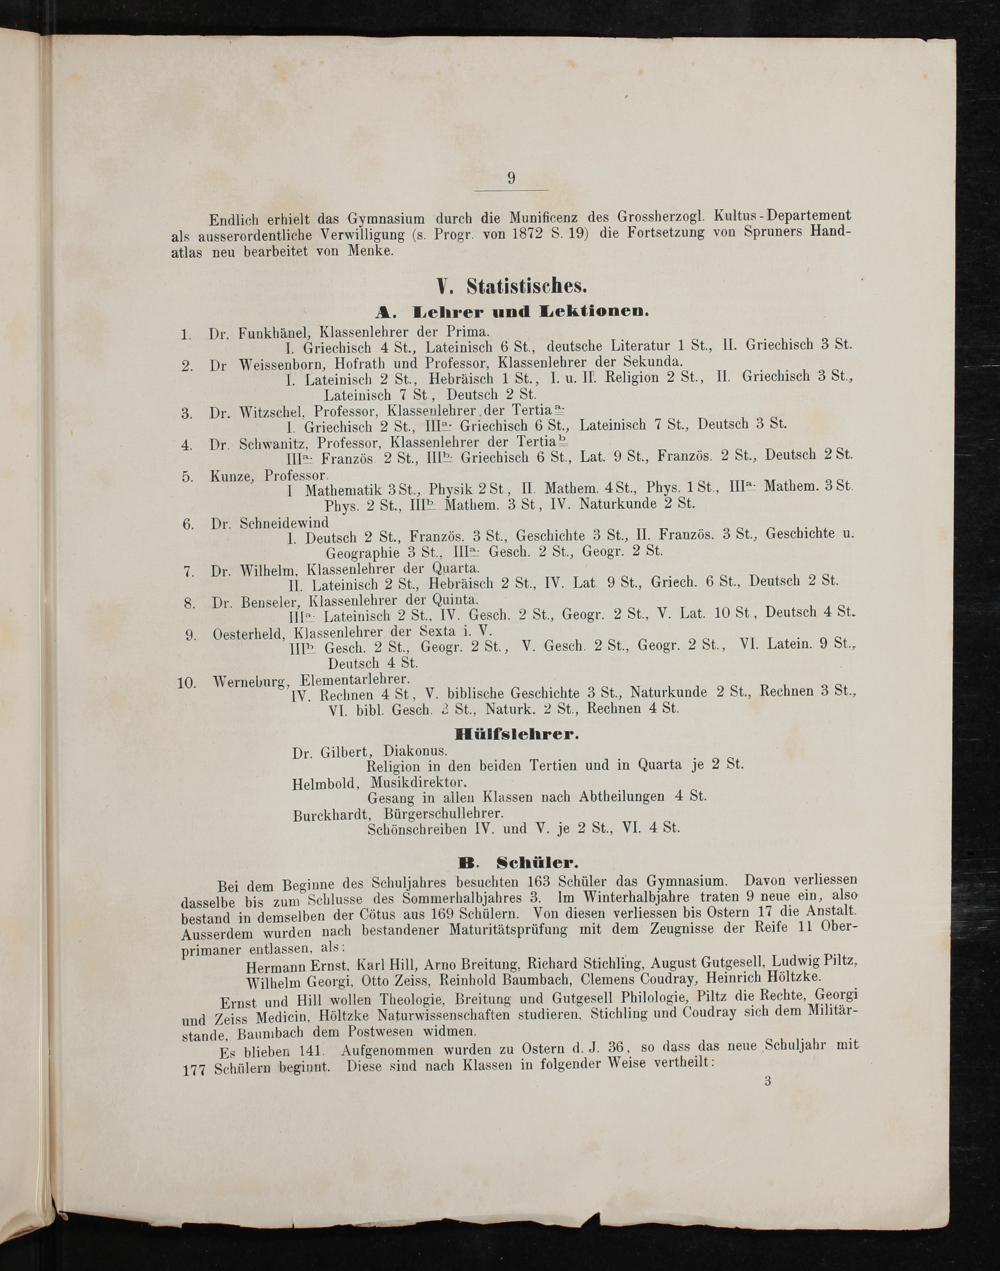 9
Endlich erhielt das Gymnasium durch die Munificenz des Grossherzogl. Kultus-Departement
als ausserordentliche Verwilligung (s. Progr. von 1872 S. 19) die Fortsetzung von Spruners Hand-
atlas neu bearbeitet von Menke.
V. Statistisches.
A. Lehrer und Lektionen.
1. Dr. Funkhänel, Klassenlehrer der Prima.
I. Griechisch 4 St., Lateinisch 6 St., deutsche Literatur 1 St., II. Griechisch 3 St.
2. Dr Weissenborn, Hofrath und Professor, Klassenlehrer der Sekunda.
I. Lateinisch 2 St., Hebräisch 1 St., I. u. II. Religion 2 St., II. Griechisch 3 St.,
Lateinisch 7 St, Deutsch 2 St.
3. Dr. Witzschel, Professor, Klassenlehrer der Tertia a.
I. Griechisch 2 St., IIIa. Griechisch 6 St., Lateinisch 7 St., Deutsch 3 St.
4. Dr. Schwanitz, Professor, Klassenlehrer der Tertia b
IIIa. Französ. 2 St., IIIb. Griechisch 6 St., Lat. 9 St., Französ. 2 St., Deutsch 2 St.
5. Kunze, Professor.
I Mathematik 3 St., Physik 2 St, II. Mathem. 4 St., Phys. 1 St., IIIa. Mathem. 3 St.
Phys. 2 St., IIIb. Mathem. 3 St, IV. Naturkunde 2 St.
6. Dr. Schneidewind
I. Deutsch 2 St., Französ. 3 St., Geschichte 3 St., II. Französ. 3 St., Geschichte u.
Geographie 3 St., IIIa. Gesch. 2 St., Geogr. 2 St.
7. Dr. Wilhelm, Klassenlehrer der Quarta.
II. Lateinisch 2 St., Hebräisch 2 St., IV. Lat. 9 St., Griech. 6 St., Deutsch 2 St.
8. Dr. Benseler, Klassenlehrer der Quinta.
IIIa. Lateinisch 2 St., IV. Gesch. 2 St., Geogr. 2 St., V. Lat. 10 St, Deutsch 4 St.
9. Oesterheld, Klassenlehrer der Sexta i. V.
IIIb. Gesch. 2 St., Geogr. 2 St., V. Gesch. 2 St., Geogr. 2 St., VI. Latein. 9 St.,
Deutsch 4 St.
10. Werneburg, Elementarlehrer.
IV. Rechnen 4 St, V. biblische Geschichte 3 St., Naturkunde 2 St., Rechnen 3 St.,
VI. bibl. Gesch. St., Naturk. 2 St., Rechnen 4 St.
Hülfslehrer.
Dr. Gilbert, Diakonus.
Religion in den beiden Tertien und in Quarta je 2 St.
Helmbold, Musikdirektor.
Gesang in allen Klassen nach Abtheilungen 4 St.
Burckhardt, Bürgerschullehrer.
Schönschreiben IV. und V. je 2 St., VI. 4 St.
B. Schüler.
Bei dem Beginne des Schuljahres besuchten 163 Schüler das Gymnasium. Davon verliessen
dasselbe bis zum Schlusse des Sommerhalbjahres 3. Im Winterhalbjahre traten 9 neue ein, also
bestand in demselben der Cötus aus 169 Schülern. Von diesen verliessen bis Ostern 17 die Anstalt.
Ausserdem wurden nach bestandener Maturitätsprüfung mit dem Zeugnisse der Reife 11 Ober-
primaner entlassen, als:
Hermann Ernst, Karl Hill, Arno Breitung, Richard Stichling, August Gutgesell, Ludwig Piltz,
Wilhelm Georgi, Otto Zeiss, Reinhold Baumbach, Clemens Coudray, Heinrich Höltzke.
Ernst und Hill wollen Theologie, Breitung und Gutgesell Philologie, Piltz die Rechte, Georgi
und Zeiss Medicin, Höltzke Naturwissenschaften studieren, Stichling und Coudray sich dem Militär-
stande, Baumbach dem Postwesen widmen.
Es blieben 141. Aufgenommen wurden zu Ostern d. J. 36, so dass das neue Schuljahr mit
177 Schülern beginnt. Diese sind nach Klassen in folgender Weise vertheilt:
3